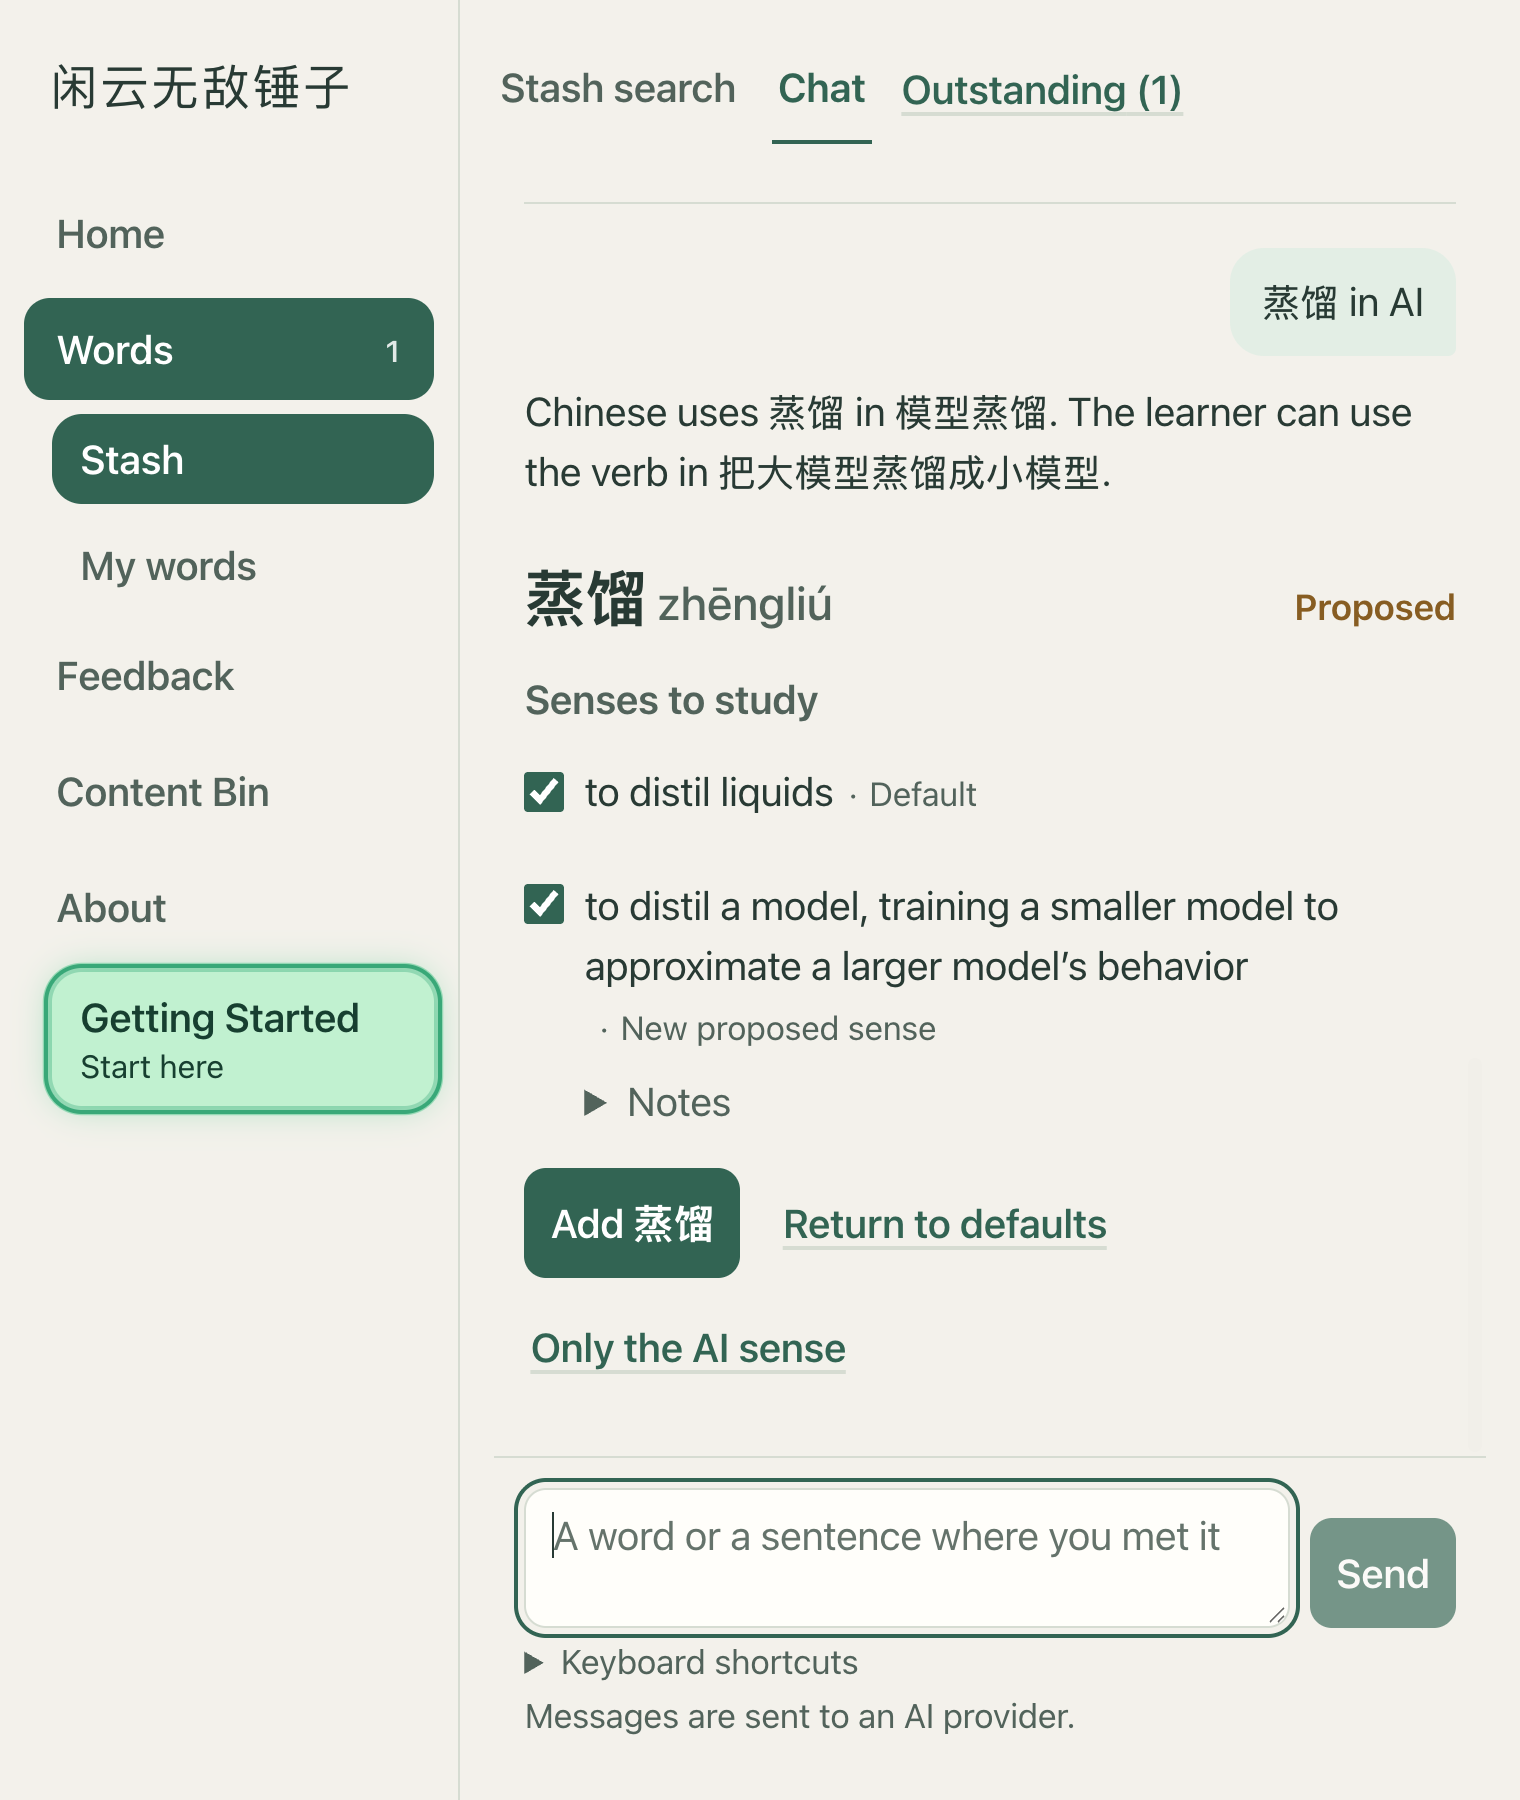 闲云无敌锤子
Home
Words 1
Stash
My words
Feedback
Content Bin
About
Getting Started
Start here
Stash search Chat Outstanding (1)
蒸馏 in AI
Chinese uses 蒸馏 in 模型蒸馏. The learner can use
the verb in 把大模型蒸馏成小模型.
蒸馏 zhēngliú Proposed
Senses to study
to distil liquids · Default
to distil a model, training a smaller model to
approximate a larger model’s behavior
· New proposed sense
Notes
Add 蒸馏 Return to defaults
Only the AI sense
A word or a sentence where you met it
Send
Keyboard shortcuts
Messages are sent to an AI provider.